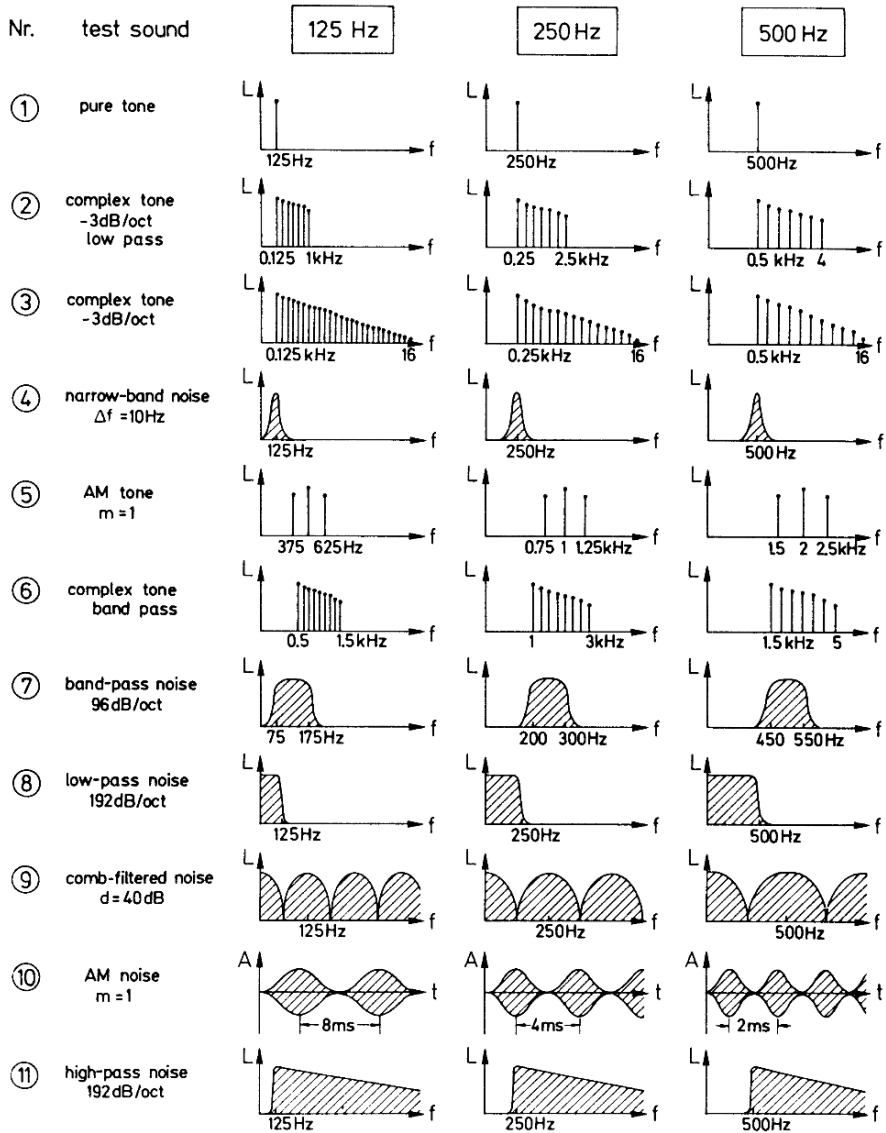 Nr. test sound 125 Hz 250 Hz 500 Hz
1 pure tone
L f 125Hz L f 250Hz L f 500Hz
2 complex tone
-3dB/oct
low pass
L f 0.125 1kHz L f 0.25 2.5kHz L f 0.5 kHz 4
3 complex tone
-3dB/oct
L f 0.125kHz 16 L f 0.25kHz 16 L f 0.5kHz 16
4 narrow-band noise
Δf =10Hz
L f 125Hz L f 250Hz L f 500Hz
5 AM tone
m =1
L f 375 625Hz L f 0.75 1 1.25kHz L f 1.5 2 2.5kHz
6 complex tone
band pass
L f 0.5 1.5kHz L f 1 3kHz L f 1.5kHz 5
7 band-pass noise
96dB/oct
L f 75 175Hz L f 200 300Hz L f 450 550Hz
8 low-pass noise
192dB/oct
L f 125Hz L f 250Hz L f 500Hz
9 comb-filtered noise
d=40dB
L f 125Hz L f 250Hz L f 500Hz
10 AM noise
m=1
A t 8ms A t 4ms A t 2ms
11 high-pass noise
192dB/oct
L f 125Hz L f 250Hz L f 500Hz